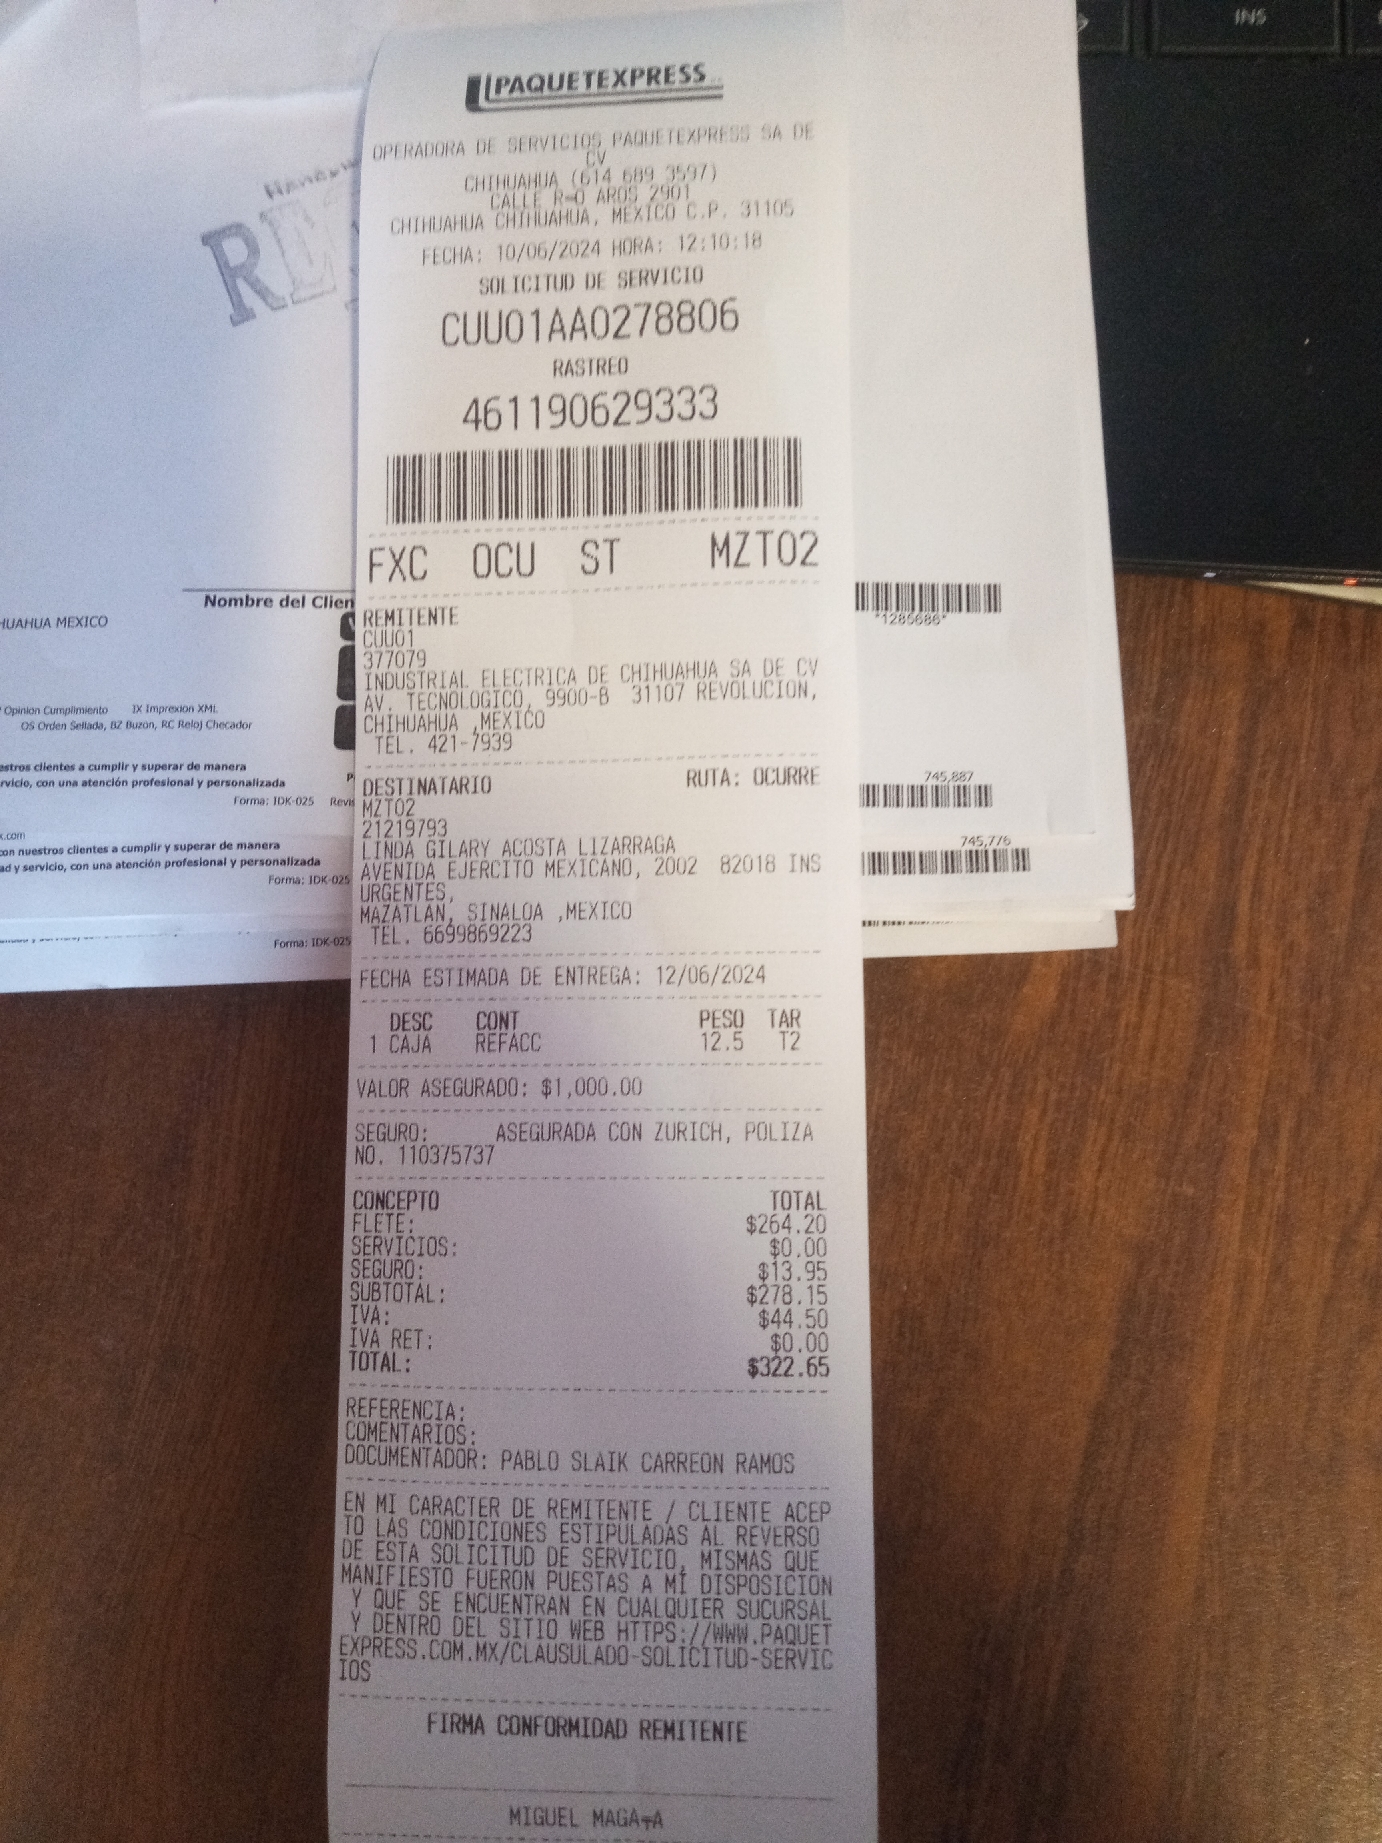 PAQUETEXPRESS
OPERADORA DE SERVICIOS PAQUETEXPRESS SA DE
CV
CHIHUAHUA (614 689 3597)
CALLE R=O AROS 2901
CHIHUAHUA CHIHUAHUA, MEXICO C.P. 31105
FECHA: 10/06/2024 HORA: 12:10:18
SOLICITUD DE SERVICIO
CUU01AA0278806
RASTREO
461190629333
FXC OCU ST MZT02
REMITENTE
CUU01
377079
INDUSTRIAL ELECTRICA DE CHIHUAHUA SA DE CV
AV. TECNOLOGICO, 9900-B 31107 REVOLUCION,
CHIHUAHUA ,MEXICO
TEL. 421-7939
DESTINATARIO RUTA: OCURRE
MZT02
21219793
LINDA GILARY ACOSTA LIZARRAGA
AVENIDA EJERCITO MEXICANO, 2002 82018 INS
URGENTES,
MAZATLAN, SINALOA ,MEXICO
TEL. 6699869223
FECHA ESTIMADA DE ENTREGA: 12/06/2024
DESC CONT PESO TAR
1 CAJA REFACC 12.5 T2
VALOR ASEGURADO: $1,000.00
SEGURO: ASEGURADA CON ZURICH, POLIZA
NO. 110375737
CONCEPTO TOTAL
FLETE: $264.20
SERVICIOS: $0.00
SEGURO: $13.95
SUBTOTAL: $278.15
IVA: $44.50
IVA RET: $0.00
TOTAL: $322.65
REFERENCIA:
COMENTARIOS:
DOCUMENTADOR: PABLO SLAIK CARREON RAMOS
EN MI CARACTER DE REMITENTE / CLIENTE ACEP
TO LAS CONDICIONES ESTIPULADAS AL REVERSO
DE ESTA SOLICITUD DE SERVICIO, MISMAS QUE
MANIFIESTO FUERON PUESTAS A MI DISPOSICION
Y QUE SE ENCUENTRAN EN CUALQUIER SUCURSAL
Y DENTRO DEL SITIO WEB HTTPS://WWW.PAQUET
EXPRESS.COM.MX/CLAUSULADO-SOLICITUD-SERVIC
IOS
FIRMA CONFORMIDAD REMITENTE
MIGUEL MAGA╤A
Nombre del Clien
HUAHUA MEXICO
Opinion Cumplimiento IX Imprexion XML
OS Orden Sellada, BZ Buzon, RC Reloj Checador
estros clientes a cumplir y superar de manera
rvicio, con una atención profesional y personalizada
Forma: IDK-025 Revis
x.com
con nuestros clientes a cumplir y superar de manera
ad y servicio, con una atención profesional y personalizada
Forma: IDK-025
Forma: IDK-025
*1285686*
745,887
745,776
INS